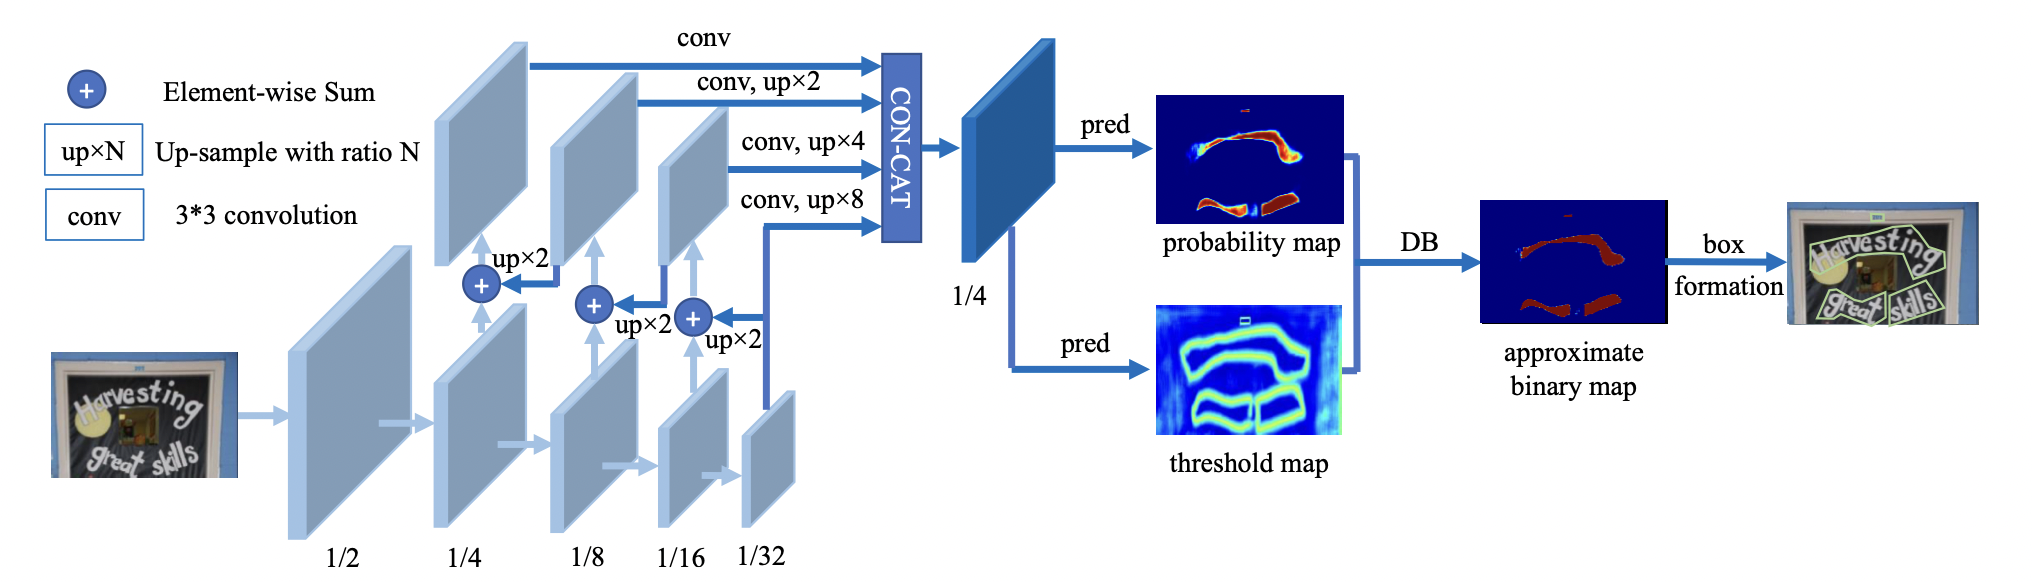 + Element-wise Sum
up×N Up-sample with ratio N
conv 3*3 convolution
conv
conv, up×2
conv, up×4
conv, up×8
CON-CAT
up×2
+
up×2
+
up×2
+
Harvesting
great skills
1/2
1/4
1/8
1/16
1/32
1/4
pred
probability map
pred
threshold map
DB
approximate
binary map
box
formation
Harvesting
great skills